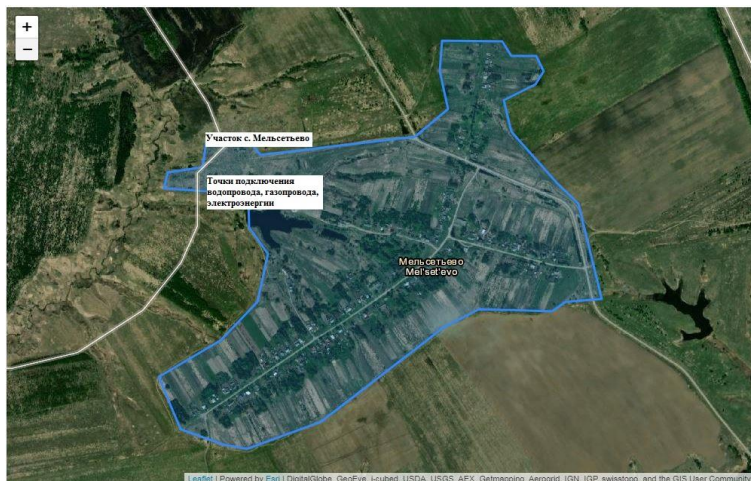 +
−
Участок с. Мельсетьево
Точки подключения
водопровода, газопровода,
электроэнергии
Мельсетьево
Mel'set'evo
Leaflet | Powered by Esri | DigitalGlobe, GeoEye, i-cubed, USDA, USGS, AEX, Getmapping, Aerogrid, IGN, IGP, swisstopo, and the GIS User Community